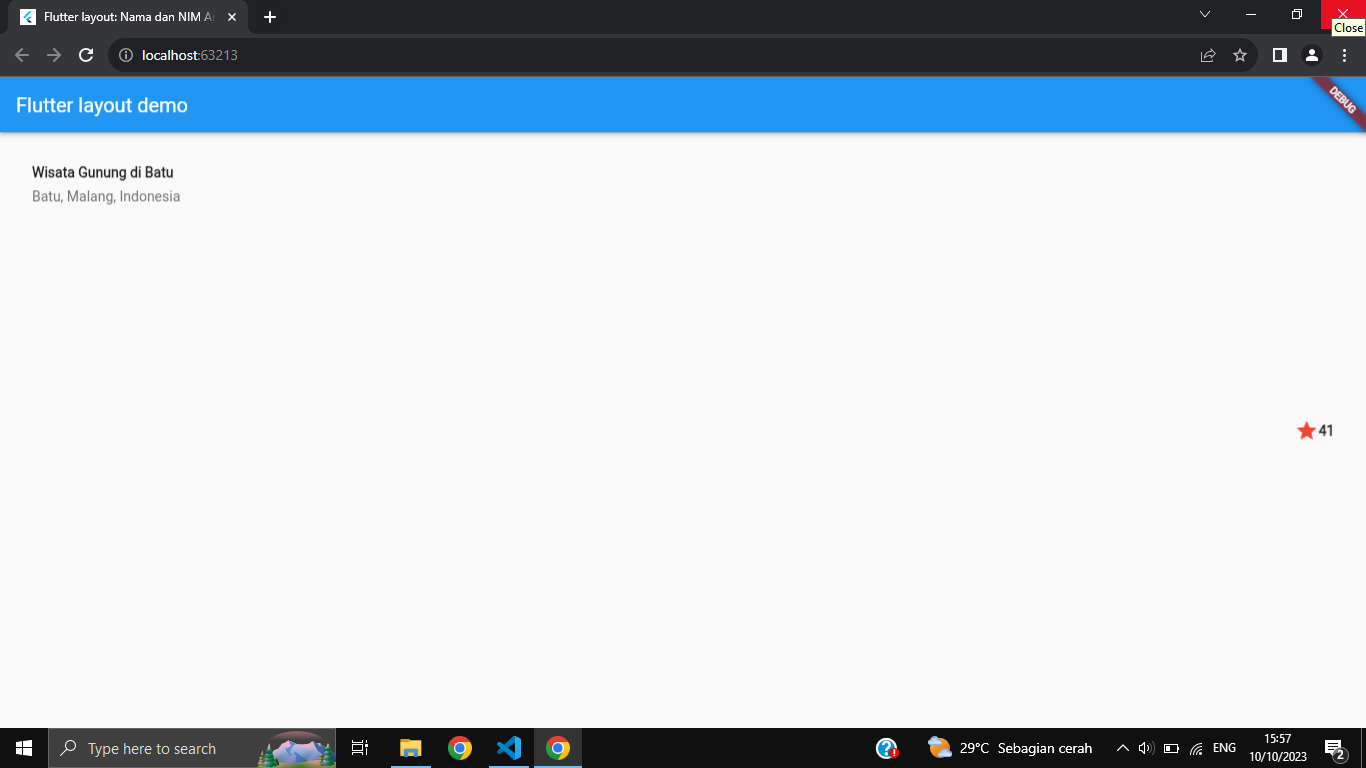 Flutter layout: Nama dan NIM A
Close
localhost:63213
Flutter layout demo
DEBUG
Wisata Gunung di Batu
Batu, Malang, Indonesia
41
Type here to search
29°C Sebagian cerah
ENG
15:57
10/10/2023
2